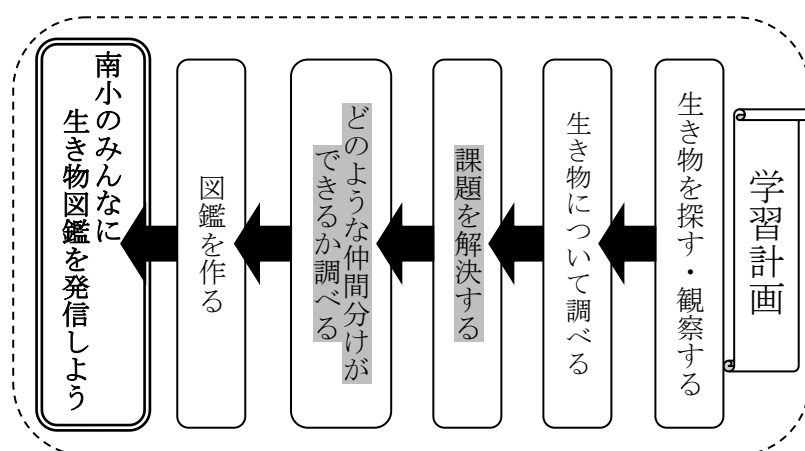 学習計画
生き物を探す・観察する
生き物について調べる
課題を解決する
どのような仲間分けが
できるか調べる
図鑑を作る
南小のみんなに
生き物図鑑を発信しよう